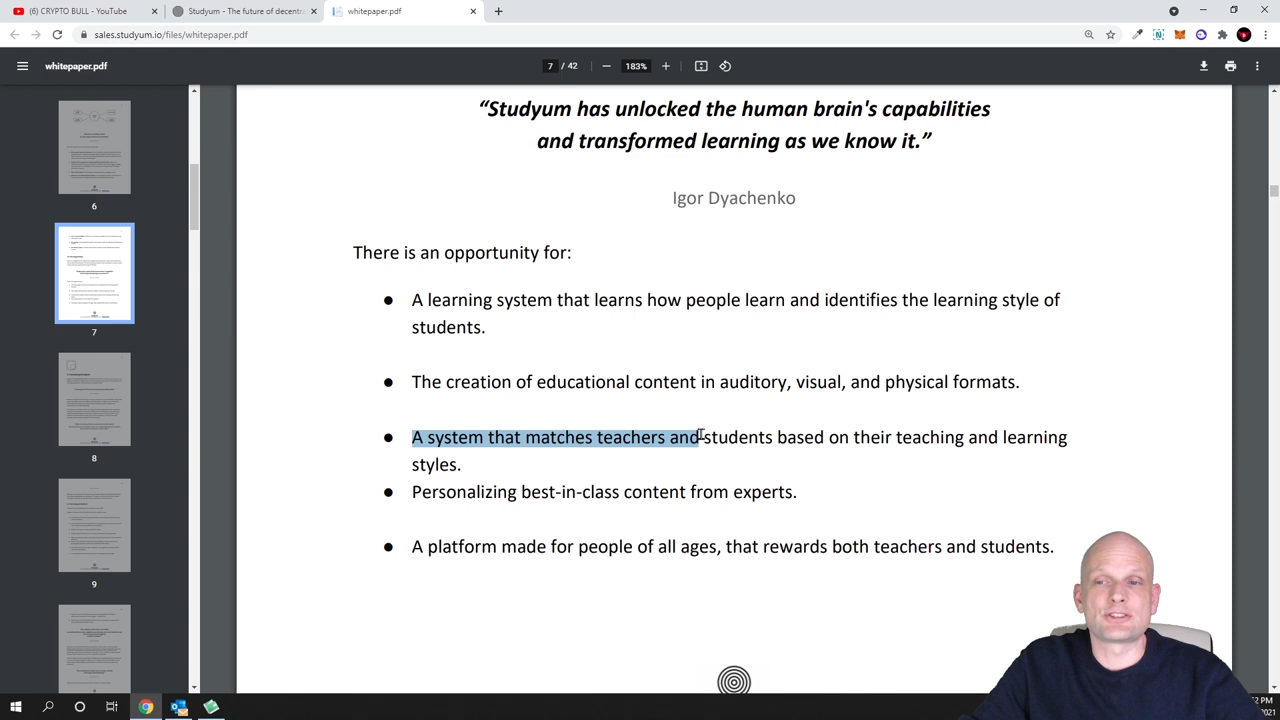 (6) CRYPTO BULL - YouTube
Studyum - The future of decentra
whitepaper.pdf
sales.studyum.io/files/whitepaper.pdf
whitepaper.pdf
7 / 42
183%
6
7
8
9
“Studyum has unlocked the human brain's capabilities
and transformed learning as we know it.”
Igor Dyachenko
There is an opportunity for:
● A learning system that learns how people learn and identifies the learning style of
students.
● The creation of educational content in auditory, visual, and physical formats.
● A system that matches teachers and students based on their teaching and learning
styles.
● Personalizing best-in-class content from experts.
● A platform made for people of all ages, that rewards both teachers and students.